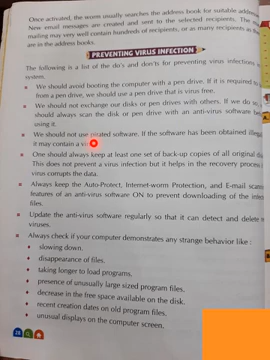 Once activated, the worm usually searches the address book for suitable address
New email messages are created and sent to the selected recipients. The
mailing may very well contain hundreds of recipients, or as many recipients as
are in the address books.
PREVENTING VIRUS INFECTION
The following is a list of the do's and don'ts for preventing virus infections
system.
We should avoid booting the computer with a pen drive. If it is required to
from a pen drive, we should use a pen drive that is virus free.
We should not exchange our disks or pen drives with others. If we do so,
should always scan the disk or pen drive with an anti-virus software
using it.
We should not use pirated software. If the software has been obtained
it may contain a
One should always keep at least one set of back-up copies of all original
This does not prevent a virus infection but it helps in the recovery process
virus corrupts the data.
Always keep the Auto-Protect, Internet-worm Protection, and E-mail
features of an anti-virus software ON to prevent downloading of the
files.
Update the anti-virus software regularly so that it can detect and delete
viruses.
Always check if your computer demonstrates any strange behavior like :
slowing down.
disappearance of files.
taking longer to load programs.
presence of unusually large sized program files.
decrease in the free space available on the disk.
recent creation dates on old program files.
unusual displays on the computer screen.